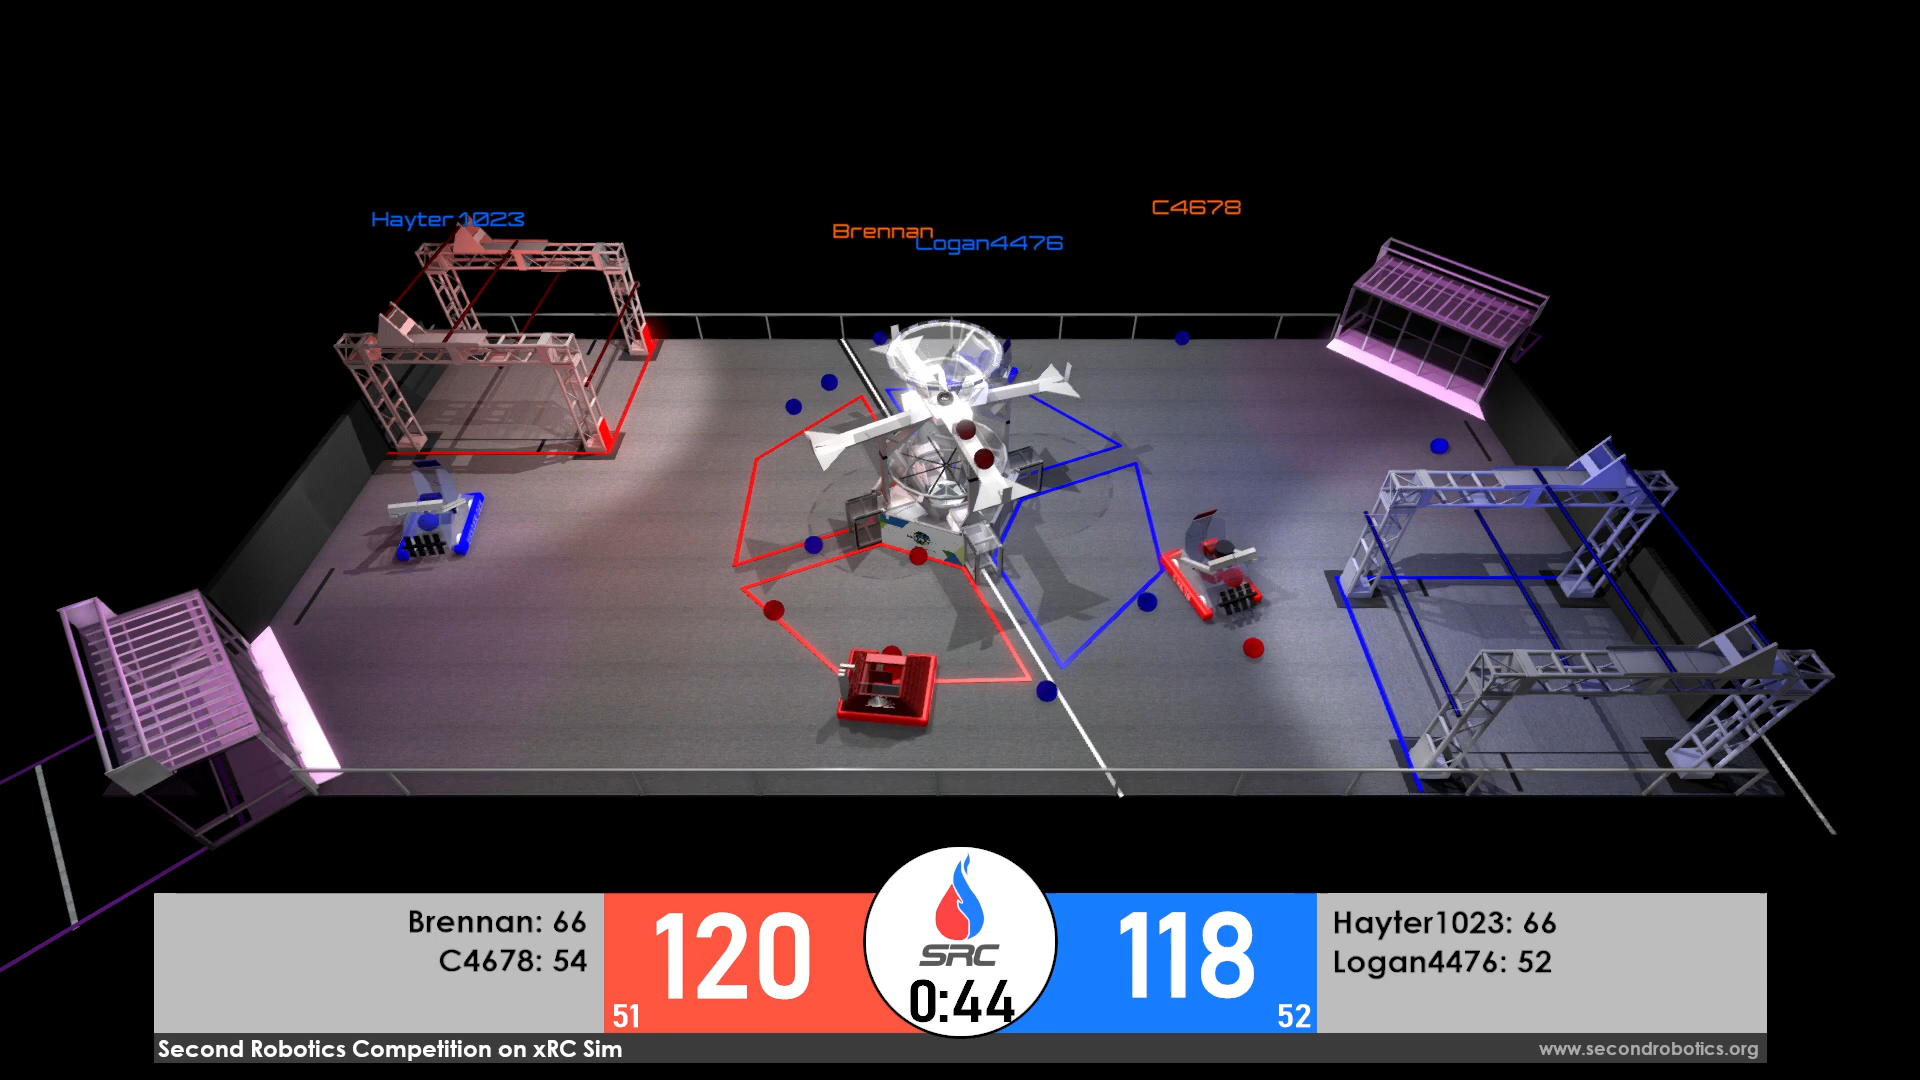 C4678
Hayter1023
Brennan
Logan4476
Brennan: 66
C4678: 54
120
51
SRC
0:44
118
52
Hayter1023: 66
Logan4476: 52
Second Robotics Competition on xRC Sim
www.secondrobotics.org